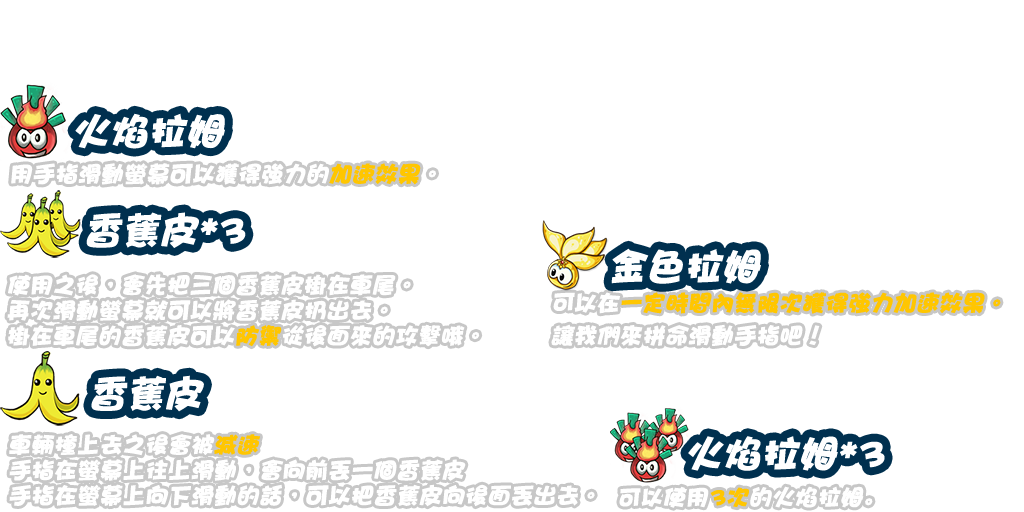 火焰拉姆
用手指滑動螢幕可以獲得強力的加速效果。
香蕉皮*3
使用之後，會先把三個香蕉皮掛在車尾。
再次滑動螢幕就可以將香蕉皮扔出去。
掛在車尾的香蕉皮可以防禦從後面來的攻擊唷。
香蕉皮
車輛撞上去之後會被減速
手指在螢幕上往上滑動，會向前丟一個香蕉皮
手指在螢幕上向下滑動的話，可以把香蕉皮向後面丟出去。
金色拉姆
可以在一定時間內無限次獲得強力加速效果。
讓我們來拼命滑動手指吧！
火焰拉姆*3
可以使用3次的火焰拉姆。